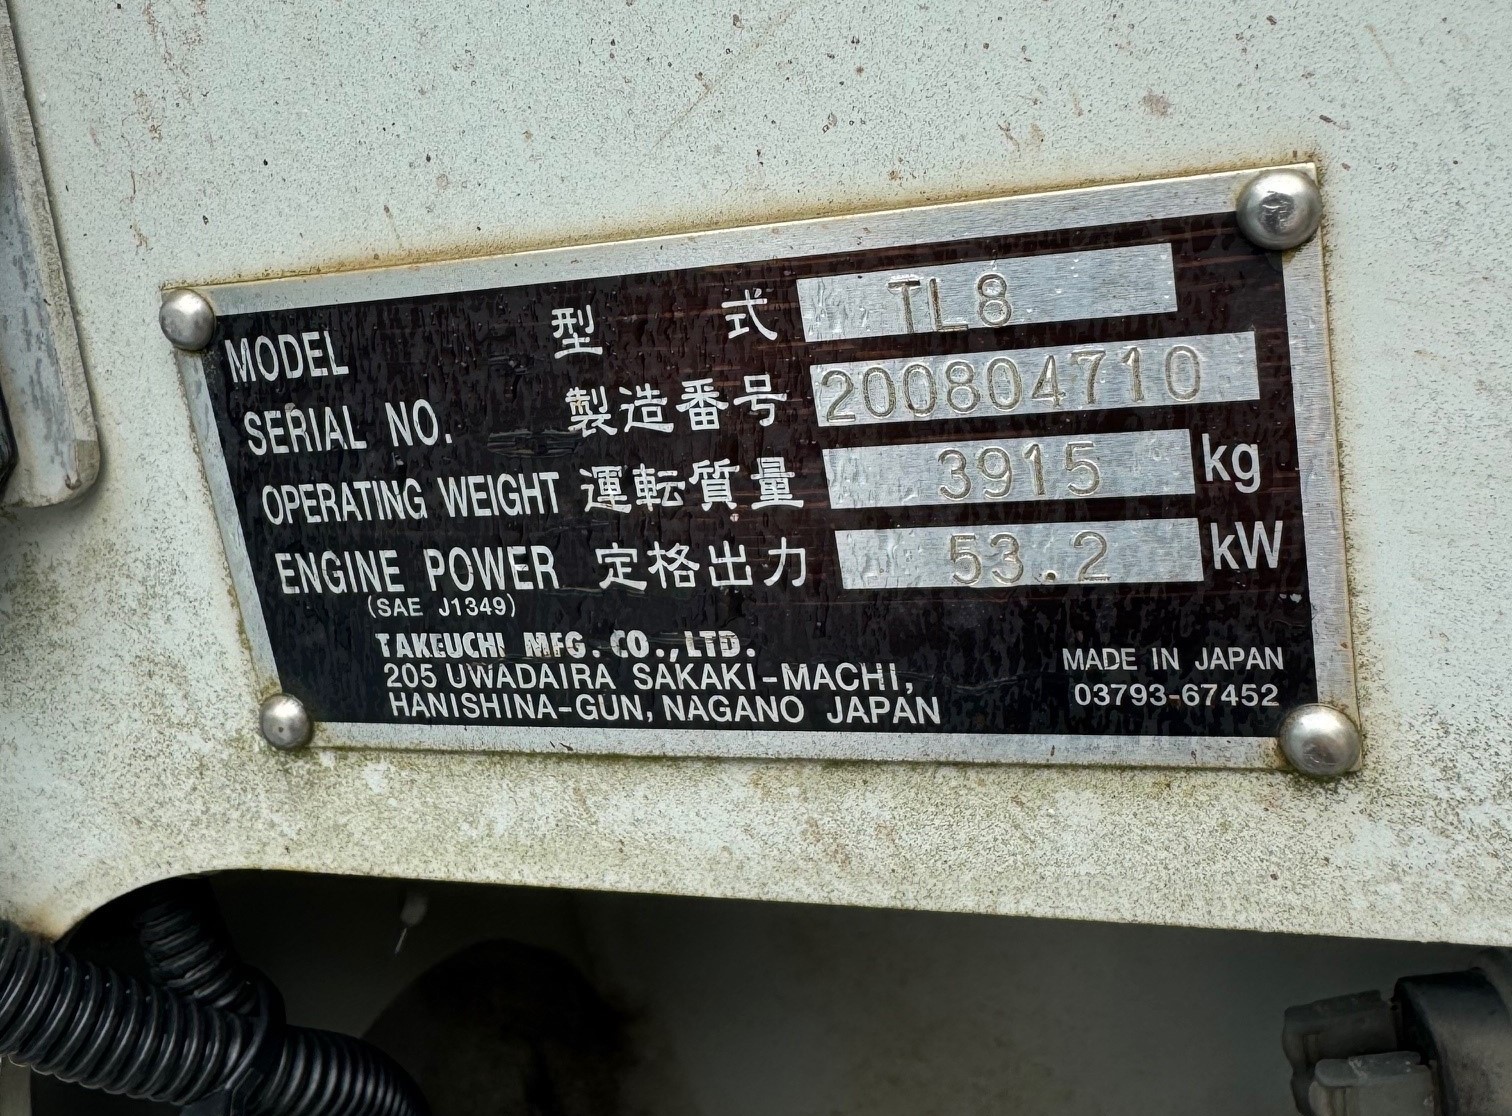 MODEL 型 式 TL8
SERIAL NO. 製造番号 200804710
OPERATING WEIGHT 運転質量 3915 kg
ENGINE POWER 定格出力 53.2 kW
(SAE J1349)
TAKEUCHI MFG. CO., LTD.
205 UWADAIRA SAKAKI-MACHI,
HANISHINA-GUN, NAGANO JAPAN
MADE IN JAPAN
03793-67452